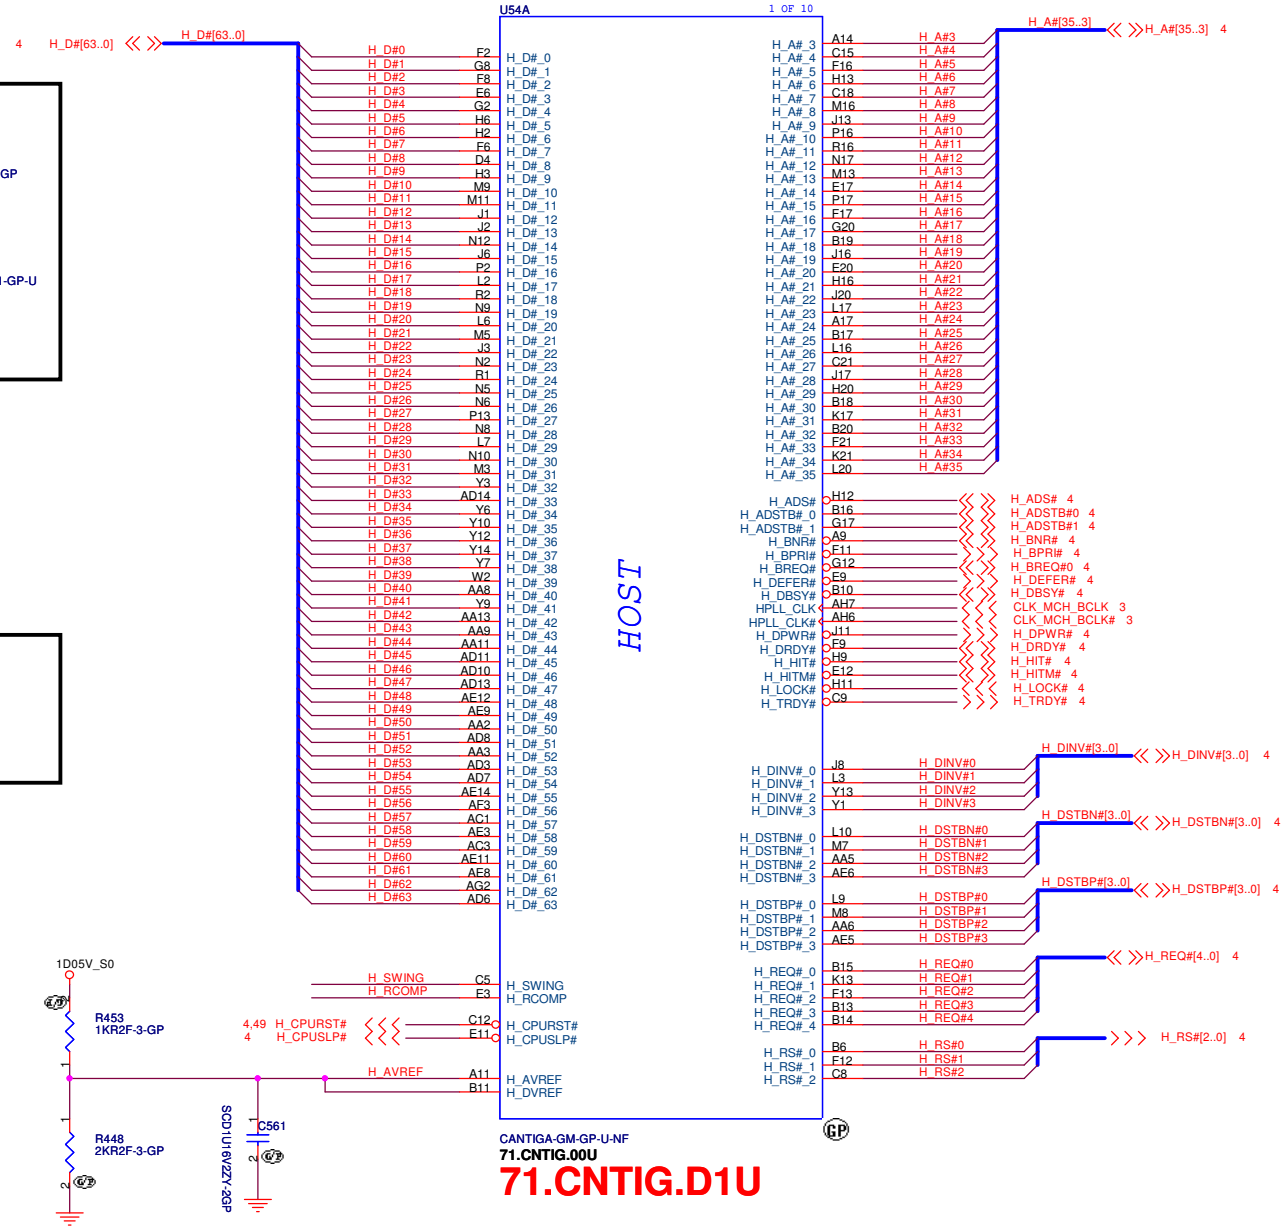 U54A
1 OF 10
4 H_D#[63..0]
H_D#[63..0]
H_A#[35..3]
H_A#[35..3] 4
H_D#0 F2 H_D#_0
H_D#1 G8 H_D#_1
H_D#2 F8 H_D#_2
H_D#3 E6 H_D#_3
H_D#4 G2 H_D#_4
H_D#5 H6 H_D#_5
H_D#6 H2 H_D#_6
H_D#7 F6 H_D#_7
H_D#8 D4 H_D#_8
H_D#9 H3 H_D#_9
H_D#10 M9 H_D#_10
H_D#11 M11 H_D#_11
H_D#12 J1 H_D#_12
H_D#13 J2 H_D#_13
H_D#14 N12 H_D#_14
H_D#15 J6 H_D#_15
H_D#16 P2 H_D#_16
H_D#17 L2 H_D#_17
H_D#18 R2 H_D#_18
H_D#19 N9 H_D#_19
H_D#20 L6 H_D#_20
H_D#21 M5 H_D#_21
H_D#22 J3 H_D#_22
H_D#23 N2 H_D#_23
H_D#24 R1 H_D#_24
H_D#25 N5 H_D#_25
H_D#26 N6 H_D#_26
H_D#27 P13 H_D#_27
H_D#28 N8 H_D#_28
H_D#29 L7 H_D#_29
H_D#30 N10 H_D#_30
H_D#31 M3 H_D#_31
H_D#32 Y3 H_D#_32
H_D#33 AD14 H_D#_33
H_D#34 Y6 H_D#_34
H_D#35 Y10 H_D#_35
H_D#36 Y12 H_D#_36
H_D#37 Y14 H_D#_37
H_D#38 Y7 H_D#_38
H_D#39 W2 H_D#_39
H_D#40 AA8 H_D#_40
H_D#41 Y9 H_D#_41
H_D#42 AA13 H_D#_42
H_D#43 AA9 H_D#_43
H_D#44 AA11 H_D#_44
H_D#45 AD11 H_D#_45
H_D#46 AD10 H_D#_46
H_D#47 AD13 H_D#_47
H_D#48 AE12 H_D#_48
H_D#49 AE9 H_D#_49
H_D#50 AA2 H_D#_50
H_D#51 AD8 H_D#_51
H_D#52 AA3 H_D#_52
H_D#53 AD3 H_D#_53
H_D#54 AD7 H_D#_54
H_D#55 AE14 H_D#_55
H_D#56 AF3 H_D#_56
H_D#57 AC1 H_D#_57
H_D#58 AE3 H_D#_58
H_D#59 AC3 H_D#_59
H_D#60 AE11 H_D#_60
H_D#61 AE8 H_D#_61
H_D#62 AG2 H_D#_62
H_D#63 AD6 H_D#_63
H_SWING C5 H_SWING
H_RCOMP E3 H_RCOMP
4,49 H_CPURST# C12 H_CPURST#
4 H_CPUSLP# E11 H_CPUSLP#
H_AVREF A11 H_AVREF
B11 H_DVREF
HOST
H_A#_3 A14 H_A#3
H_A#_4 C15 H_A#4
H_A#_5 F16 H_A#5
H_A#_6 H13 H_A#6
H_A#_7 C18 H_A#7
H_A#_8 M16 H_A#8
H_A#_9 J13 H_A#9
H_A#_10 P16 H_A#10
H_A#_11 R16 H_A#11
H_A#_12 N17 H_A#12
H_A#_13 M13 H_A#13
H_A#_14 E17 H_A#14
H_A#_15 P17 H_A#15
H_A#_16 F17 H_A#16
H_A#_17 G20 H_A#17
H_A#_18 B19 H_A#18
H_A#_19 J16 H_A#19
H_A#_20 E20 H_A#20
H_A#_21 H16 H_A#21
H_A#_22 J20 H_A#22
H_A#_23 L17 H_A#23
H_A#_24 A17 H_A#24
H_A#_25 B17 H_A#25
H_A#_26 L16 H_A#26
H_A#_27 C21 H_A#27
H_A#_28 J17 H_A#28
H_A#_29 H20 H_A#29
H_A#_30 B18 H_A#30
H_A#_31 K17 H_A#31
H_A#_32 B20 H_A#32
H_A#_33 F21 H_A#33
H_A#_34 K21 H_A#34
H_A#_35 L20 H_A#35
H_ADS# H12 H_ADS# 4
H_ADSTB#_0 B16 H_ADSTB#0 4
H_ADSTB#_1 G17 H_ADSTB#1 4
H_BNR# A9 H_BNR# 4
H_BPRI# F11 H_BPRI# 4
H_BREQ# G12 H_BREQ#0 4
H_DEFER# E9 H_DEFER# 4
H_DBSY# B10 H_DBSY# 4
HPLL_CLK AH7 CLK_MCH_BCLK 3
HPLL_CLK# AH6 CLK_MCH_BCLK# 3
H_DPWR# J11 H_DPWR# 4
H_DRDY# F9 H_DRDY# 4
H_HIT# H9 H_HIT# 4
H_HITM# E12 H_HITM# 4
H_LOCK# H11 H_LOCK# 4
H_TRDY# C9 H_TRDY# 4
H_DINV#[3..0] H_DINV#[3..0] 4
H_DINV#_0 J8 H_DINV#0
H_DINV#_1 L3 H_DINV#1
H_DINV#_2 Y13 H_DINV#2
H_DINV#_3 Y1 H_DINV#3
H_DSTBN#[3..0] H_DSTBN#[3..0] 4
H_DSTBN#_0 L10 H_DSTBN#0
H_DSTBN#_1 M7 H_DSTBN#1
H_DSTBN#_2 AA5 H_DSTBN#2
H_DSTBN#_3 AE6 H_DSTBN#3
H_DSTBP#[3..0] H_DSTBP#[3..0] 4
H_DSTBP#_0 L9 H_DSTBP#0
H_DSTBP#_1 M8 H_DSTBP#1
H_DSTBP#_2 AA6 H_DSTBP#2
H_DSTBP#_3 AE5 H_DSTBP#3
H_REQ#[4..0] 4
H_REQ#_0 B15 H_REQ#0
H_REQ#_1 K13 H_REQ#1
H_REQ#_2 F13 H_REQ#2
H_REQ#_3 B13 H_REQ#3
H_REQ#_4 B14 H_REQ#4
H_RS#[2..0] 4
H_RS#_0 B6 H_RS#0
H_RS#_1 F12 H_RS#1
H_RS#_2 C8 H_RS#2
GP
1-GP-U
1D05V_S0
2
G/P
R453
1KR2F-3-GP
1
1
R448
2KR2F-3-GP
2
G/P
SCD1U16V2ZY-2GP
1
C561
2
G/P
GP
CANTIGA-GM-GP-U-NF
71.CNTIG.00U
71.CNTIG.D1U